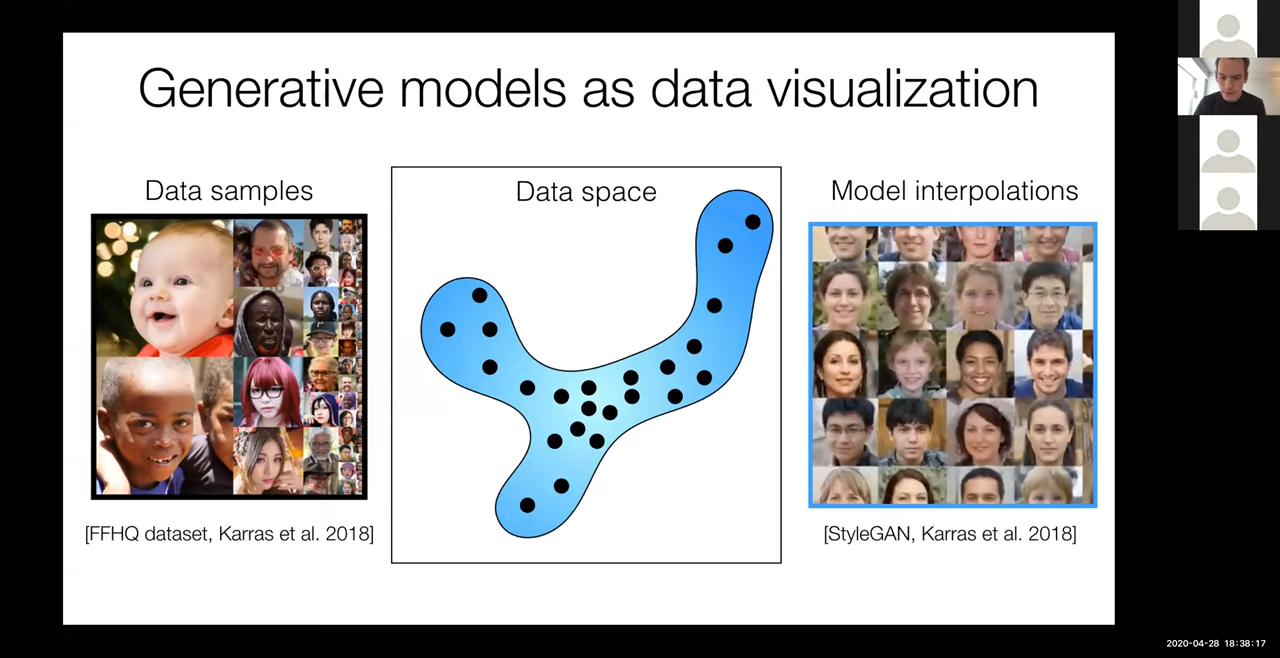 Generative models as data visualization
Data samples
Data space
Model interpolations
[FFHQ dataset, Karras et al. 2018]
[StyleGAN, Karras et al. 2018]
2020-04-28 18:38:17